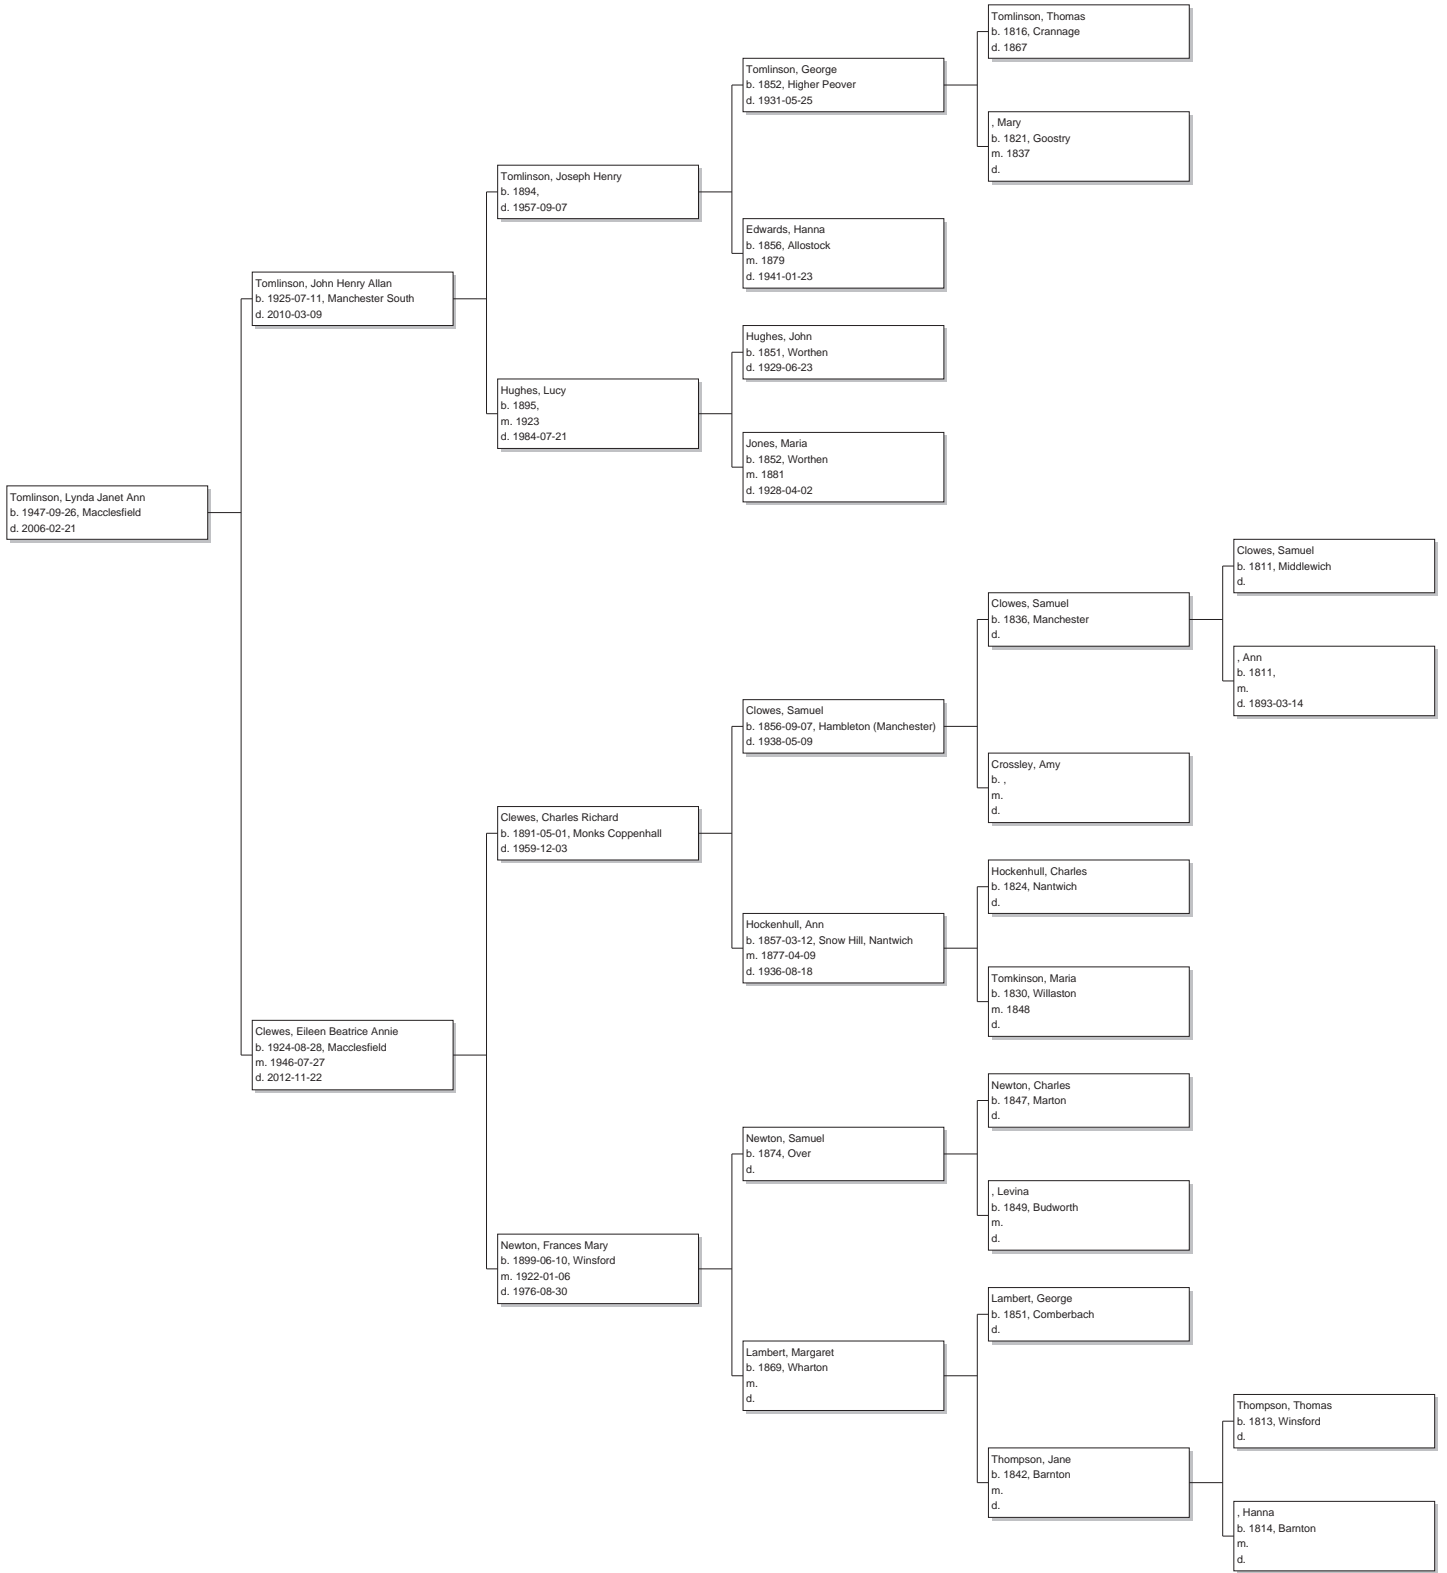 Tomlinson, Thomas
b. 1816, Crannage
d. 1867
Tomlinson, George
b. 1852, Higher Peover
d. 1931-05-25
, Mary
b. 1821, Goostry
m. 1837
d.
Tomlinson, Joseph Henry
b. 1894,
d. 1957-09-07
Edwards, Hanna
b. 1856, Allostock
m. 1879
d. 1941-01-23
Tomlinson, John Henry Allan
b. 1925-07-11, Manchester South
d. 2010-03-09
Hughes, John
b. 1851, Worthen
d. 1929-06-23
Hughes, Lucy
b. 1895,
m. 1923
d. 1984-07-21
Jones, Maria
b. 1852, Worthen
m. 1881
d. 1928-04-02
Tomlinson, Lynda Janet Ann
b. 1947-09-26, Macclesfield
d. 2006-02-21
Clowes, Samuel
b. 1811, Middlewich
d.
Clowes, Samuel
b. 1836, Manchester
d.
, Ann
b. 1811,
m.
d. 1893-03-14
Clowes, Samuel
b. 1856-09-07, Hambleton (Manchester)
d. 1938-05-09
Crossley, Amy
b. ,
m.
d.
Clewes, Charles Richard
b. 1891-05-01, Monks Coppenhall
d. 1959-12-03
Hockenhull, Charles
b. 1824, Nantwich
d.
Hockenhull, Ann
b. 1857-03-12, Snow Hill, Nantwich
m. 1877-04-09
d. 1936-08-18
Tomkinson, Maria
b. 1830, Willaston
m. 1848
d.
Clewes, Eileen Beatrice Annie
b. 1924-08-28, Macclesfield
m. 1946-07-27
d. 2012-11-22
Newton, Charles
b. 1847, Marton
d.
Newton, Samuel
b. 1874, Over
d.
, Levina
b. 1849, Budworth
m.
d.
Newton, Frances Mary
b. 1899-06-10, Winsford
m. 1922-01-06
d. 1976-08-30
Lambert, George
b. 1851, Comberbach
d.
Lambert, Margaret
b. 1869, Wharton
m.
d.
Thompson, Thomas
b. 1813, Winsford
d.
Thompson, Jane
b. 1842, Barnton
m.
d.
, Hanna
b. 1814, Barnton
m.
d.